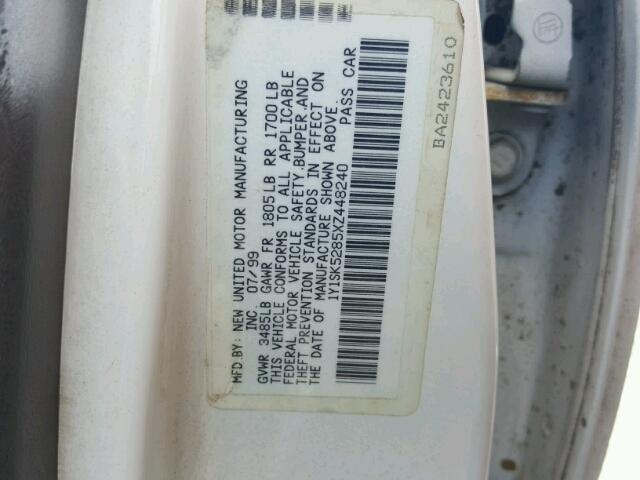 MFD.BY: NEW UNITED MOTOR MANUFACTURING
INC. 07/99
GVWR 3485LB GAWR FR 1805LB RR 1700LB
THIS VEHICLE CONFORMS TO ALL APPLICABLE
FEDERAL MOTOR VEHICLE SAFETY,BUMPER,AND
THEFT PREVENTION STANDARDS IN EFFECT ON
THE DATE OF MANUFACTURE SHOWN ABOVE.
1Y1SK5285XZ448240 PASS CAR
BA2423610